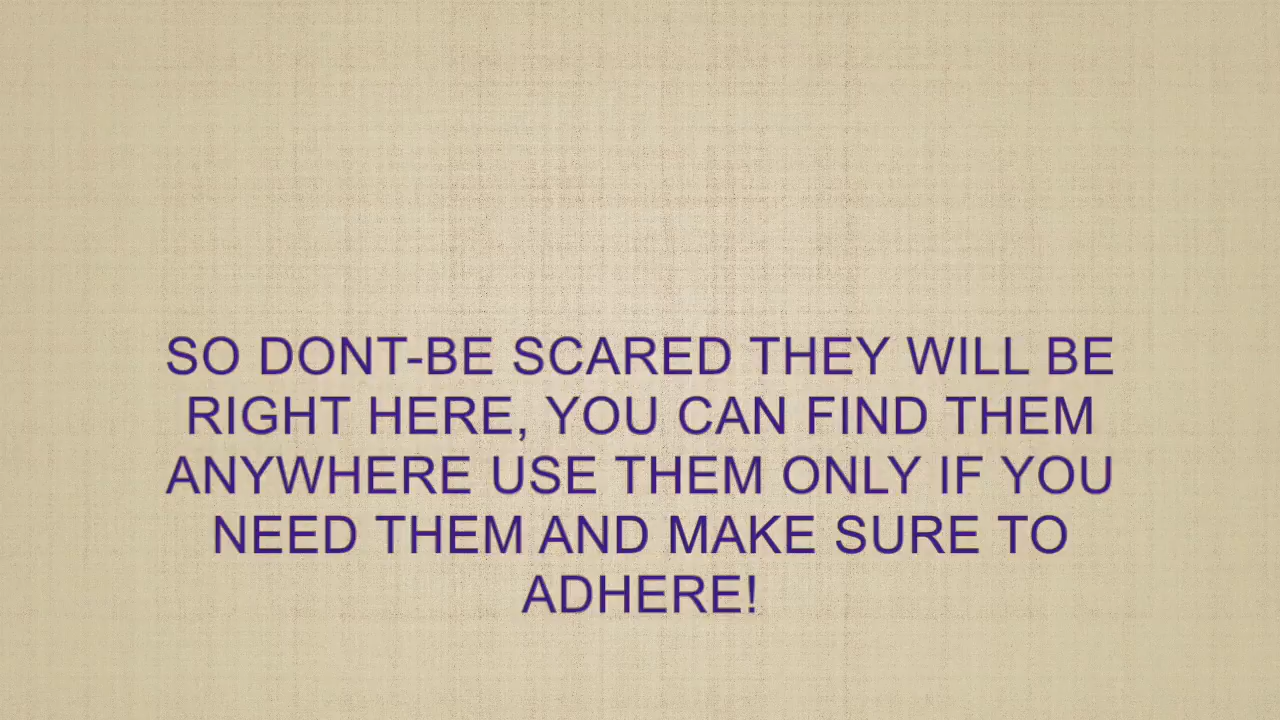 SO DONT-BE SCARED THEY WILL BE
RIGHT HERE, YOU CAN FIND THEM
ANYWHERE USE THEM ONLY IF YOU
NEED THEM AND MAKE SURE TO
ADHERE!